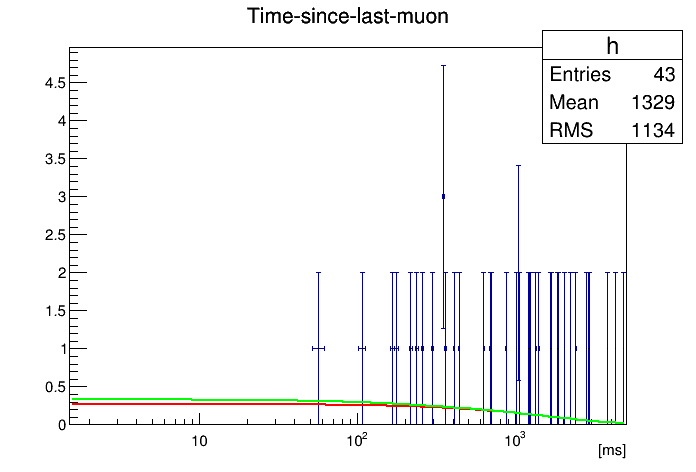 Time-since-last-muon
h
Entries 43
Mean 1329
RMS 1134
4.5
4
3.5
3
2.5
2
1.5
1
0.5
0
10 10² 10³
[ms]